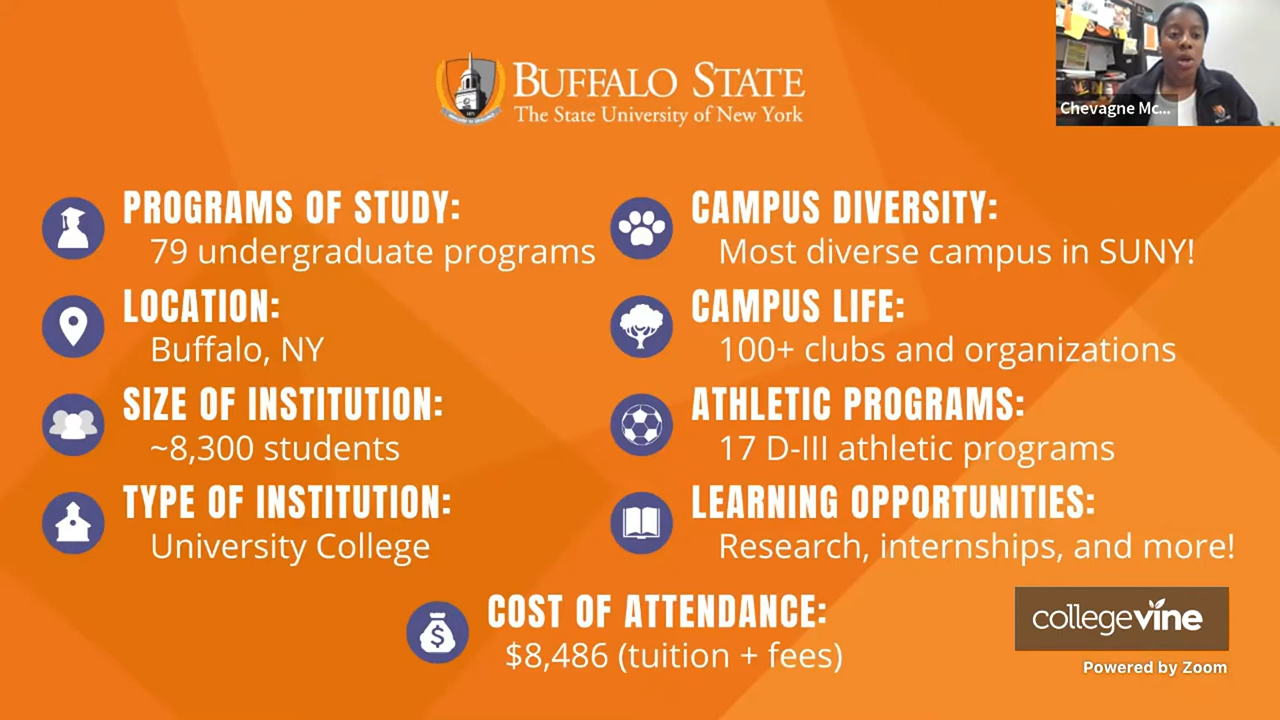 BUFFALO STATE
The State University of New York
Chevagne Mc...
PROGRAMS OF STUDY:
79 undergraduate programs
LOCATION:
Buffalo, NY
SIZE OF INSTITUTION:
~8,300 students
TYPE OF INSTITUTION:
University College
CAMPUS DIVERSITY:
Most diverse campus in SUNY!
CAMPUS LIFE:
100+ clubs and organizations
ATHLETIC PROGRAMS:
17 D-III athletic programs
LEARNING OPPORTUNITIES:
Research, internships, and more!
COST OF ATTENDANCE:
$8,486 (tuition + fees)
collegevine
Powered by Zoom